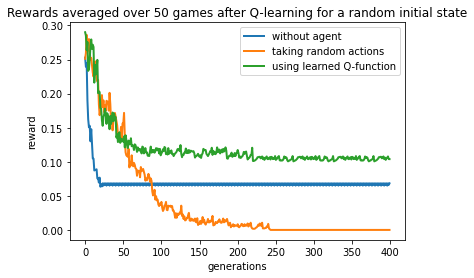 Rewards averaged over 50 games after Q-learning for a random initial state
0.30
0.25
0.20
0.15
0.10
0.05
0.00
reward
without agent
taking random actions
using learned Q-function
0 50 100 150 200 250 300 350 400
generations